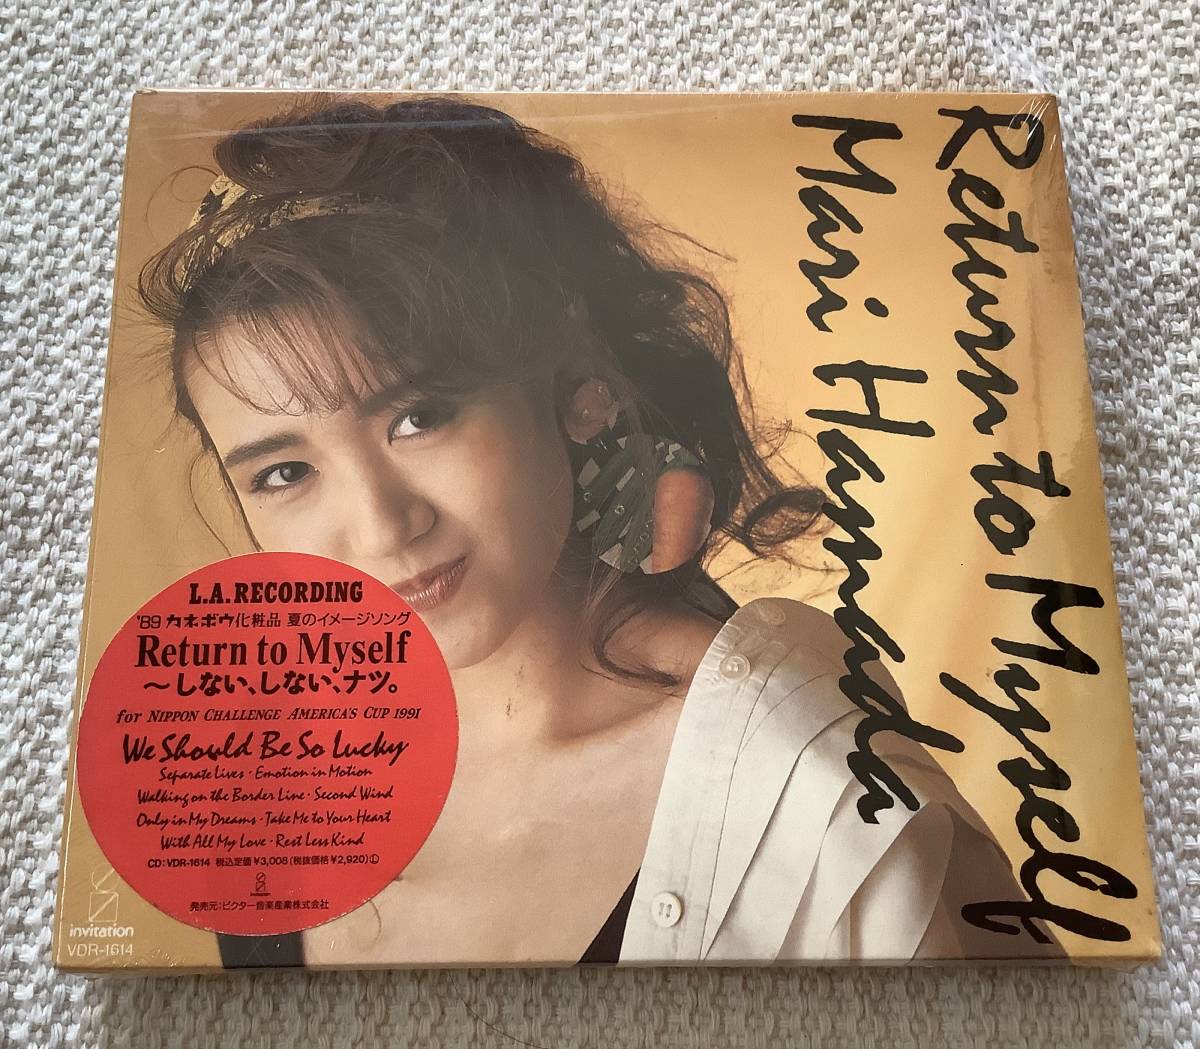 Return to Myself
Mari Hamada
L.A.RECORDING
'89 カネボウ化粧品 夏のイメージソング
Return to Myself
～しない、しない、ナツ。
for NIPPON CHALLENGE AMERICA'S CUP 1991
We Should Be So Lucky
Separate Lives・Emotion in Motion
Walking on the Border Line・Second Wind
Only in My Dreams・Take Me to Your Heart
With All My Love・Rest Less Kind
CD:VDR-1614 税込定価¥3,008(税抜価格¥2,920)Ⓛ
invitation
発売元:ビクター音楽産業株式会社
invitation
VDR-1614